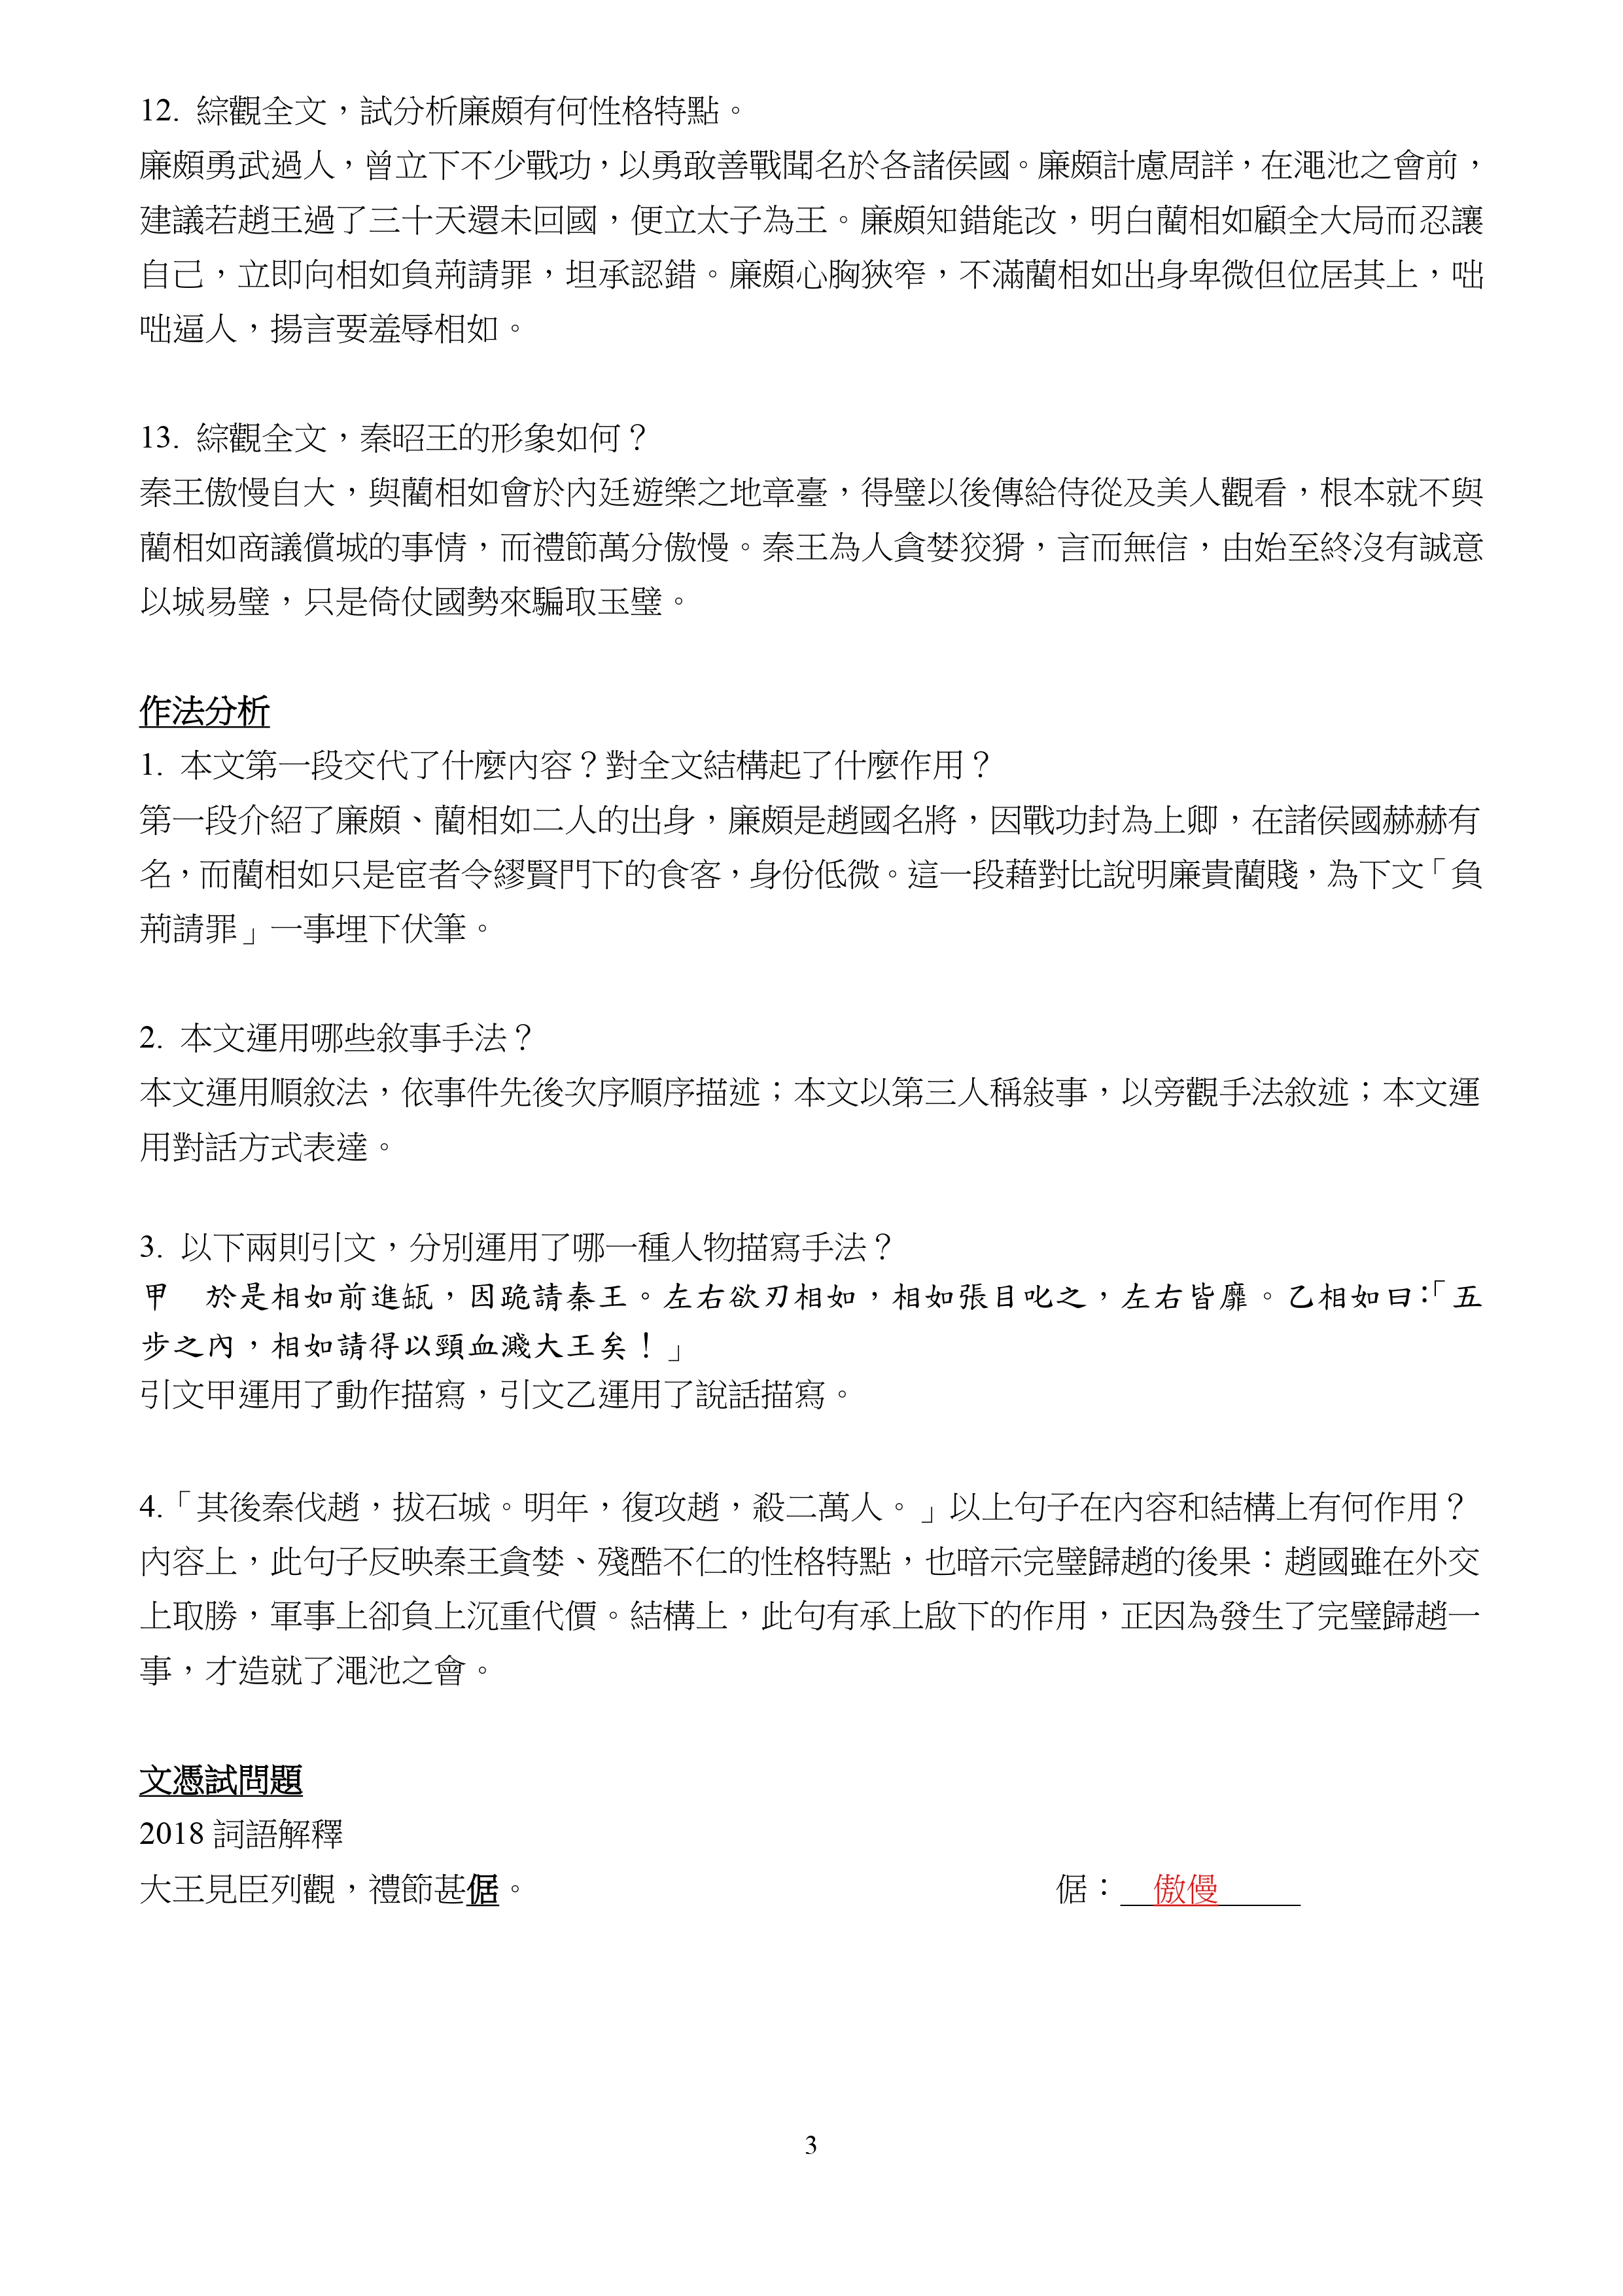 12. 綜觀全文，試分析廉頗有何性格特點。
廉頗勇武過人，曾立下不少戰功，以勇敢善戰聞名於各諸侯國。廉頗計慮周詳，在澠池之會前，
建議若趙王過了三十天還未回國，便立太子為王。廉頗知錯能改，明白藺相如顧全大局而忍讓
自己，立即向相如負荊請罪，坦承認錯。廉頗心胸狹窄，不滿藺相如出身卑微但位居其上，咄
咄逼人，揚言要羞辱相如。
13. 綜觀全文，秦昭王的形象如何？
秦王傲慢自大，與藺相如會於內廷遊樂之地章臺，得璧以後傳給侍從及美人觀看，根本就不與
藺相如商議償城的事情，而禮節萬分傲慢。秦王為人貪婪狡猾，言而無信，由始至終沒有誠意
以城易璧，只是倚仗國勢來騙取玉璧。
作法分析
1. 本文第一段交代了什麼內容？對全文結構起了什麼作用？
第一段介紹了廉頗、藺相如二人的出身，廉頗是趙國名將，因戰功封為上卿，在諸侯國赫赫有
名，而藺相如只是宦者令繆賢門下的食客，身份低微。這一段藉對比說明廉貴藺賤，為下文「負
荊請罪」一事埋下伏筆。
2. 本文運用哪些敘事手法？
本文運用順敘法，依事件先後次序順序描述；本文以第三人稱敍事，以旁觀手法敘述；本文運
用對話方式表達。
3. 以下兩則引文，分別運用了哪一種人物描寫手法？
甲　於是相如前進缻，因跪請秦王。左右欲刃相如，相如張目叱之，左右皆靡。乙相如曰：「五
步之內，相如請得以頸血濺大王矣！」
引文甲運用了動作描寫，引文乙運用了說話描寫。
4.「其後秦伐趙，拔石城。明年，復攻趙，殺二萬人。」以上句子在內容和結構上有何作用？
內容上，此句子反映秦王貪婪、殘酷不仁的性格特點，也暗示完璧歸趙的後果：趙國雖在外交
上取勝，軍事上卻負上沉重代價。結構上，此句有承上啟下的作用，正因為發生了完璧歸趙一
事，才造就了澠池之會。
文憑試問題
2018 詞語解釋
大王見臣列觀，禮節甚倨。 倨：傲慢
3